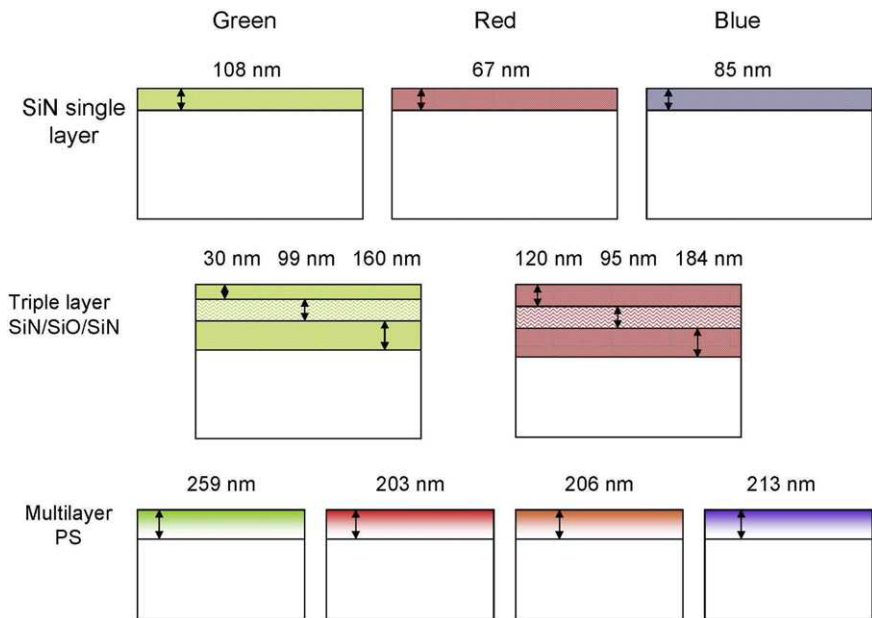 Green Red Blue
108 nm 67 nm 85 nm
SiN single
layer
30 nm 99 nm 160 nm 120 nm 95 nm 184 nm
Triple layer
SiN/SiO/SiN
259 nm 203 nm 206 nm 213 nm
Multilayer
PS